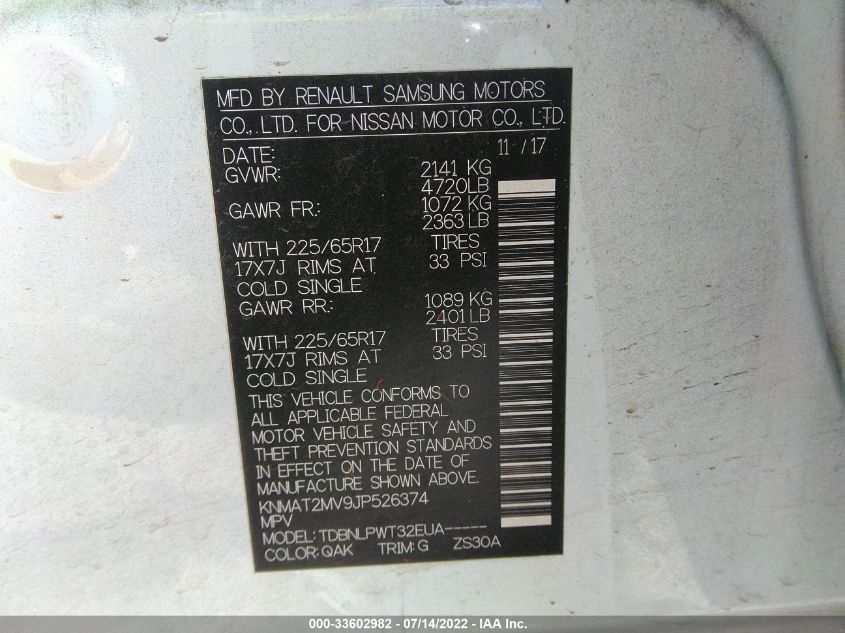 MFD BY RENAULT SAMSUNG MOTORS
CO., LTD. FOR NISSAN MOTOR CO., LTD.
DATE: 11 / 17
GVWR: 2141 KG
4720LB
GAWR FR.: 1072 KG
2363 LB
WITH 225/65R17 TIRES
17X7J RIMS AT 33 PSI
COLD SINGLE
GAWR RR.: 1089 KG
2401 LB
WITH 225/65R17 TIRES
17X7J RIMS AT 33 PSI
COLD SINGLE
THIS VEHICLE CONFORMS TO
ALL APPLICABLE FEDERAL
MOTOR VEHICLE SAFETY AND
THEFT PREVENTION STANDARDS
IN EFFECT ON THE DATE OF
MANUFACTURE SHOWN ABOVE.
KNMAT2MV9JP526374
MPV
MODEL: TDBNLPWT32EUA-----
COLOR: QAK TRIM: G ZS30A
000-33602982 - 07/14/2022 - IAA Inc.